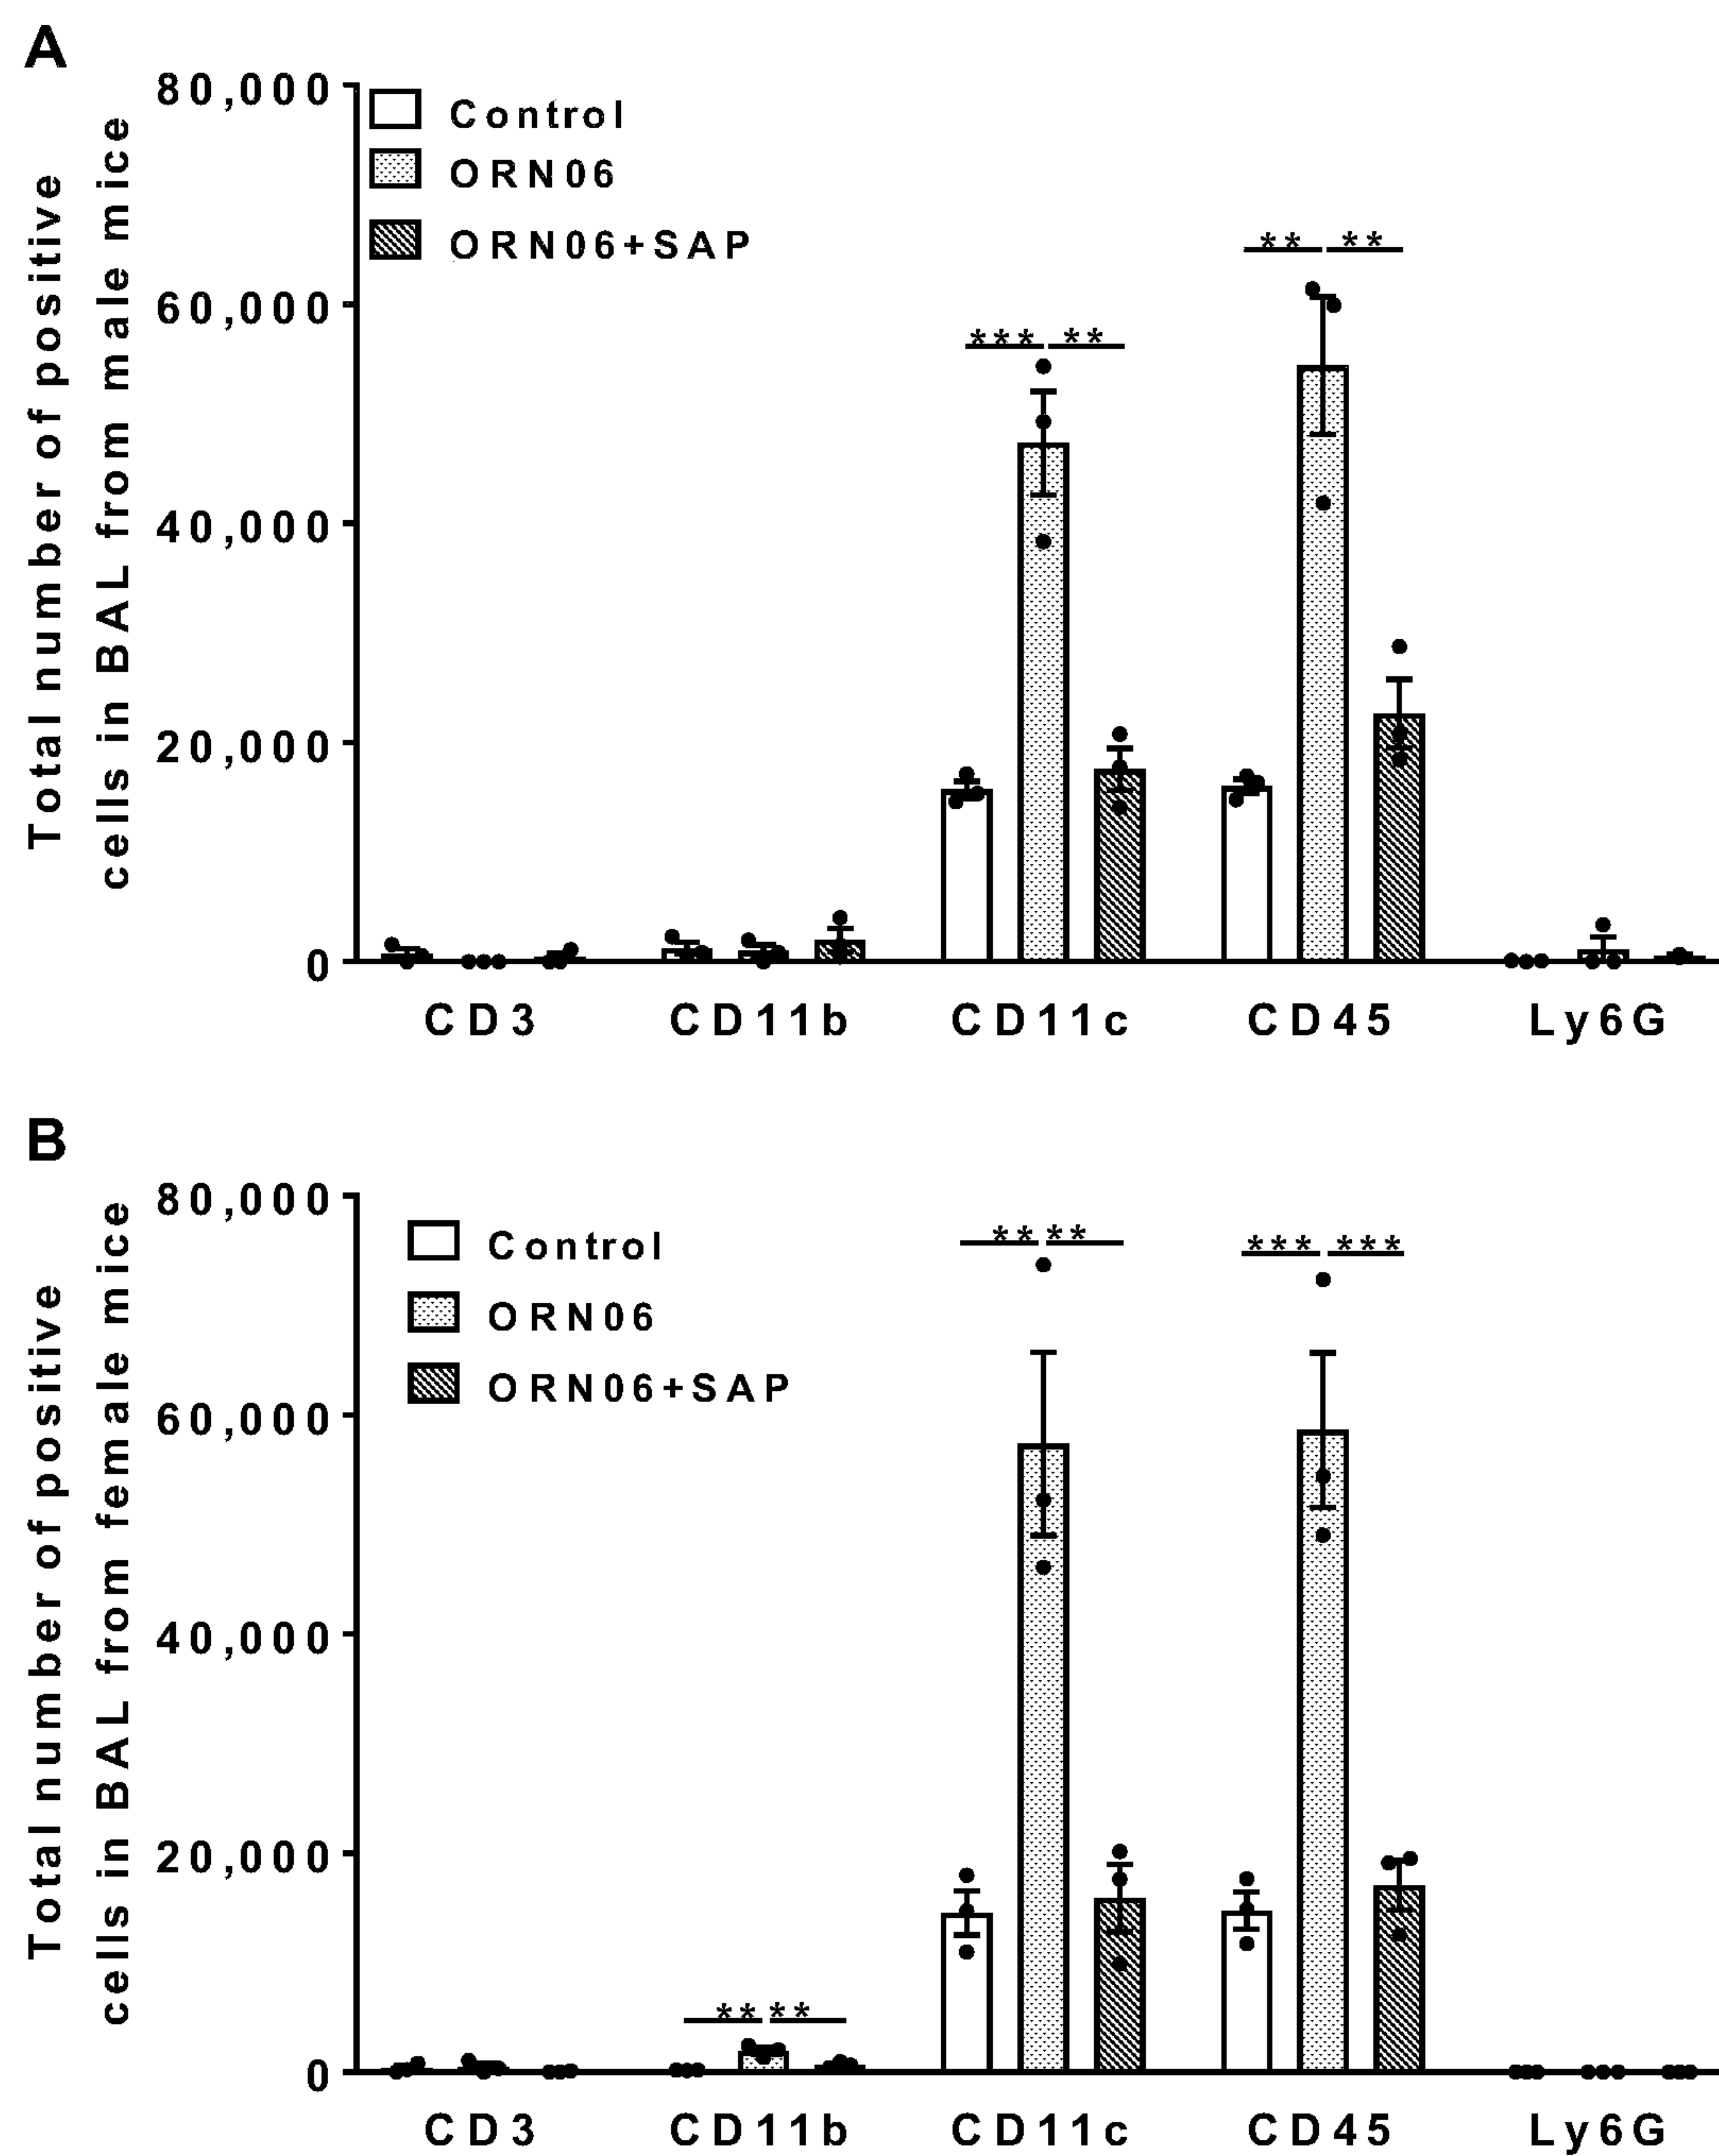 A
Total number of positive
cells in BAL from male mice
80,000
60,000
40,000
20,000
0
Control
ORN06
ORN06+SAP
*** **
** **
CD3 CD11b CD11c CD45 Ly6G
B
Total number of positive
cells in BAL from female mice
80,000
60,000
40,000
20,000
0
Control
ORN06
ORN06+SAP
** **
** **
*** ***
CD3 CD11b CD11c CD45 Ly6G